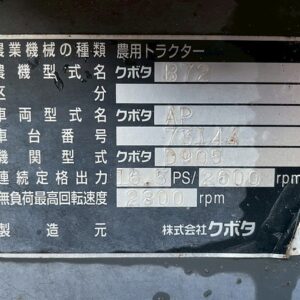 農業機械の種類 農用トラクター
農機型式名 クボタ B72
区分
車両型式名 クボタ AP
車台番号 76144
機関型式 クボタ D905
連続定格出力 16.5 PS/2600 rpm
無負荷最高回転速度 2800 rpm
製造元 株式会社クボタ